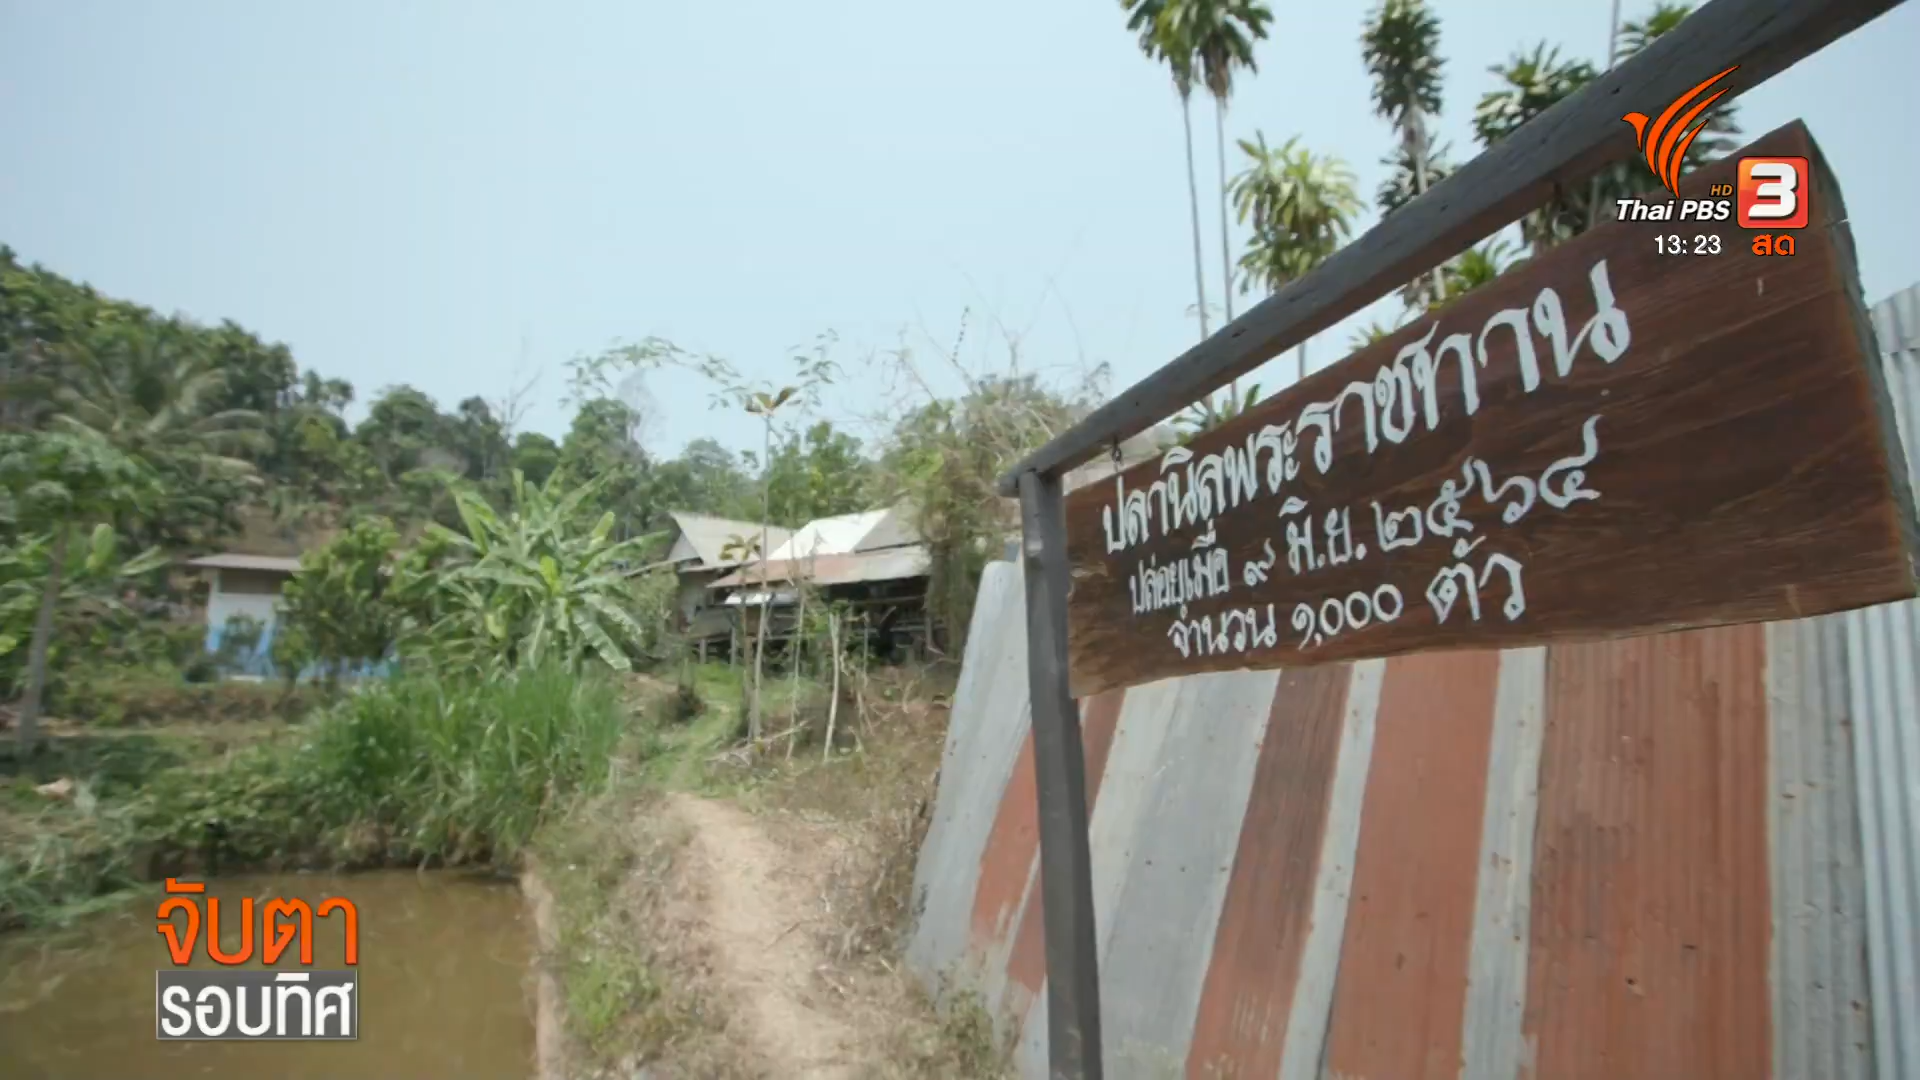 HD
Thai PBS 3
13:23 สด
ปลานิลพระราชทาน
ปล่อยเมื่อ ๙ มิ.ย. ๒๕๖๔
จำนวน ๑,๐๐๐ ตัว
จับตา
รอบทิศ